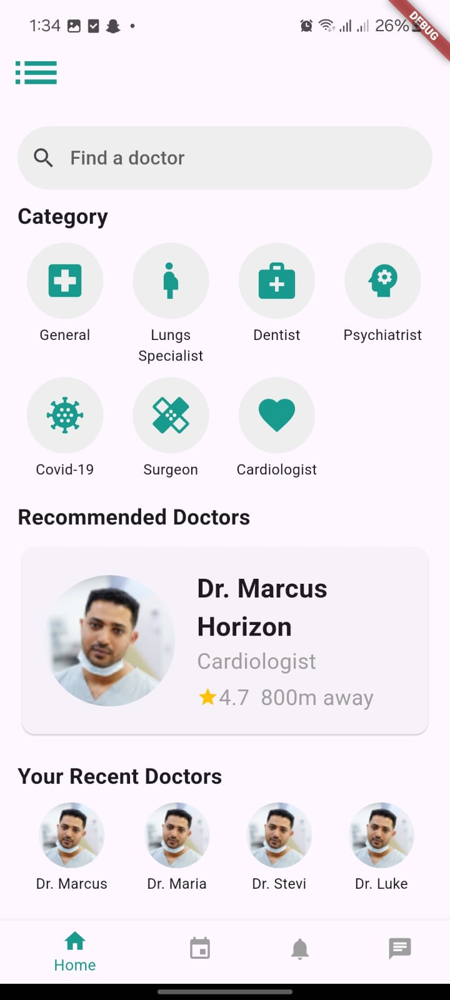 1:34
26%
DEBUG
Find a doctor
Category
General
Lungs
Specialist
Dentist
Psychiatrist
Covid-19
Surgeon
Cardiologist
Recommended Doctors
Dr. Marcus
Horizon
Cardiologist
4.7 800m away
Your Recent Doctors
Dr. Marcus
Dr. Maria
Dr. Stevi
Dr. Luke
Home